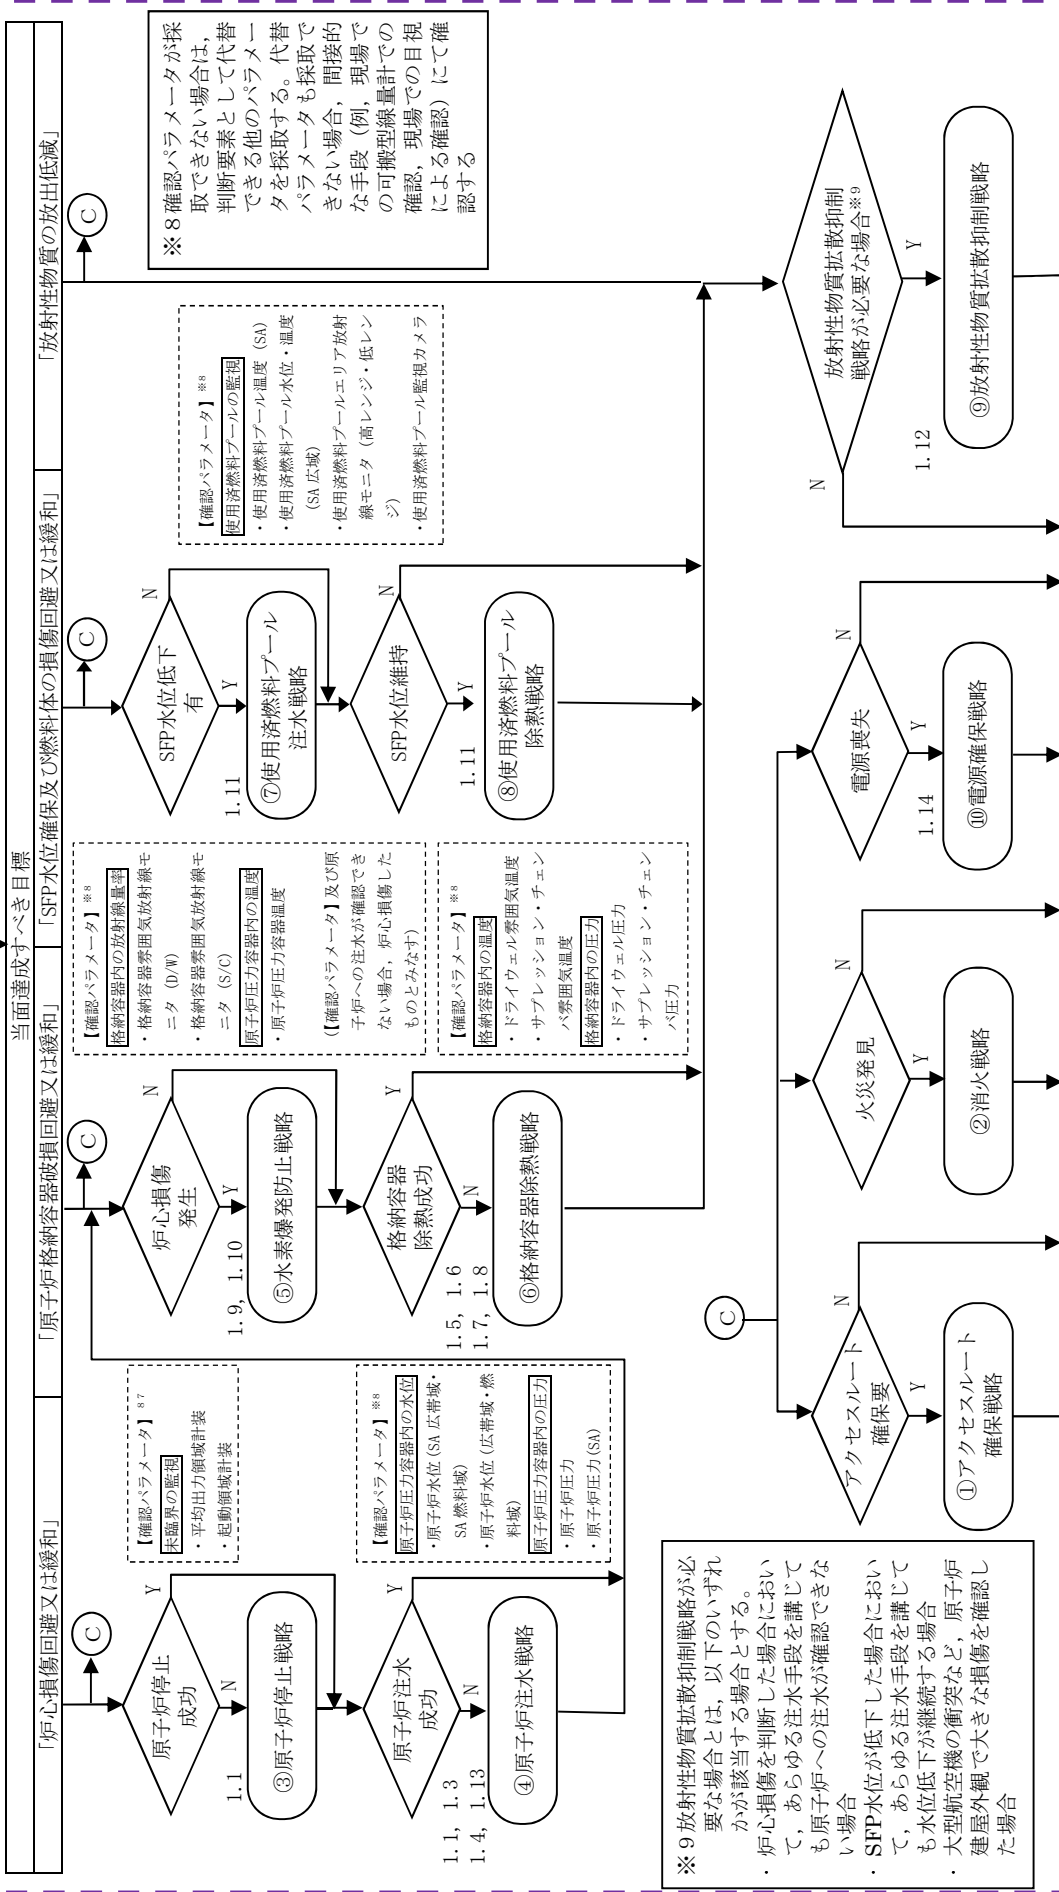 当面達成すべき目標
「炉心損傷回避又は緩和」
「原子炉格納容器破損回避又は緩和」
「SFP水位確保及び燃料体の損傷回避又は緩和」
「放射性物質の放出低減」
C
原子炉停止
成功
Y
N
1.1
③原子炉停止戦略
【確認パラメータ】※7
未臨界の監視
・平均出力領域計装
・起動領域計装
原子炉注水
成功
Y
N
1.1, 1.3
1.4, 1.13
④原子炉注水戦略
【確認パラメータ】※8
原子炉圧力容器内の水位
・原子炉水位(SA 広帯域・
SA 燃料域)
・原子炉水位(広帯域・燃
料域)
原子炉圧力容器内の圧力
・原子炉圧力
・原子炉圧力(SA)
C
炉心損傷
発生
N
Y
1.9, 1.10
⑤水素爆発防止戦略
格納容器
除熱成功
Y
N
1.5, 1.6
1.7, 1.8
⑥格納容器除熱戦略
【確認パラメータ】※8
格納容器内の放射線量率
・格納容器雰囲気放射線モ
ニタ (D/W)
・格納容器雰囲気放射線モ
ニタ (S/C)
原子炉圧力容器内の温度
・原子炉圧力容器温度
(【確認パラメータ】及び原
子炉への注水が確認でき
ない場合, 炉心損傷した
ものとみなす)
【確認パラメータ】※8
格納容器内の温度
・ドライウェル雰囲気温度
・サプレッション・チェン
バ雰囲気温度
格納容器内の圧力
・ドライウェル圧力
・サプレッション・チェン
バ圧力
C
SFP水位低下
有
N
Y
1.11
⑦使用済燃料プール
注水戦略
SFP水位維持
N
Y
1.11
⑧使用済燃料プール
除熱戦略
【確認パラメータ】※8
使用済燃料プールの監視
・使用済燃料プール温度 (SA)
・使用済燃料プール水位・温度
(SA 広域)
・使用済燃料プールエリア放射
線モニタ (高レンジ・低レン
ジ)
・使用済燃料プール監視カメラ
C
※8確認パラメータが採
取できない場合は,
判断要素として代替
できる他のパラメー
タを採取する。代替
パラメータも採取で
きない場合, 間接的
な手段 (例, 現場で
の可搬型線量計での
確認, 現場での目視
による確認) にて確
認する
※9放射性物質拡散抑制戦略が必
要な場合とは, 以下のいずれ
かが該当する場合とする。
・炉心損傷を判断した場合におい
て, あらゆる注水手段を講じて
も原子炉への注水が確認できな
い場合
・SFP水位が低下した場合におい
て, あらゆる注水手段を講じて
も水位低下が継続する場合
・大型航空機の衝突など, 原子炉
建屋外観で大きな損傷を確認し
た場合
C
アクセスルート
確保要
N
Y
①アクセスルート
確保戦略
火災発見
N
Y
②消火戦略
電源喪失
N
Y
1.14
⑩電源確保戦略
放射性物質拡散抑制
戦略が必要な場合※9
N
Y
1.12
⑨放射性物質拡散抑制戦略